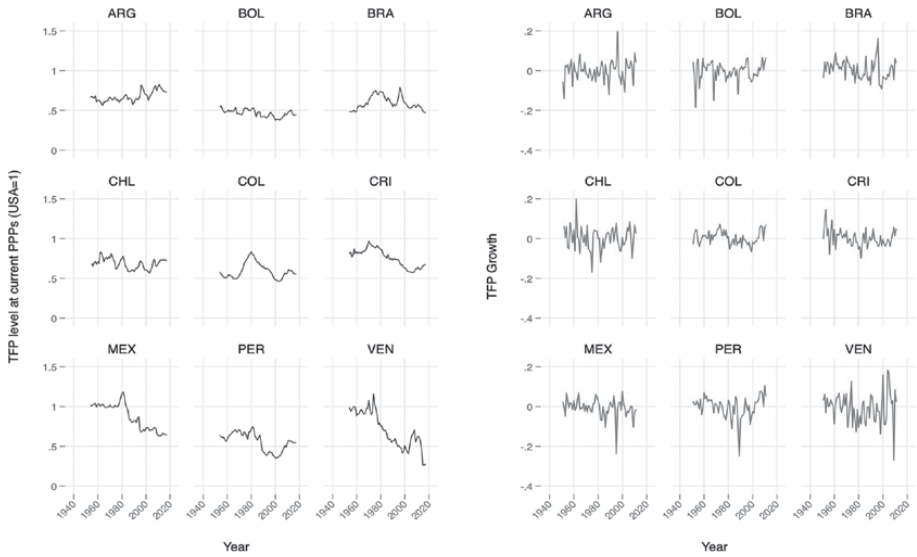 ARG BOL BRA
1.5
1
.5
0
CHL COL CRI
1.5
1
.5
0
MEX PER VEN
1.5
1
.5
0
1940 1960 1980 2000 2020 1940 1960 1980 2000 2020 1940 1960 1980 2000 2020
Year
TFP level at current PPPs (USA=1)
ARG BOL BRA
.2
0
-.2
-.4
CHL COL CRI
.2
0
-.2
-.4
MEX PER VEN
.2
0
-.2
-.4
1940 1960 1980 2000 2020 1940 1960 1980 2000 2020 1940 1960 1980 2000 2020
Year
TFP Growth